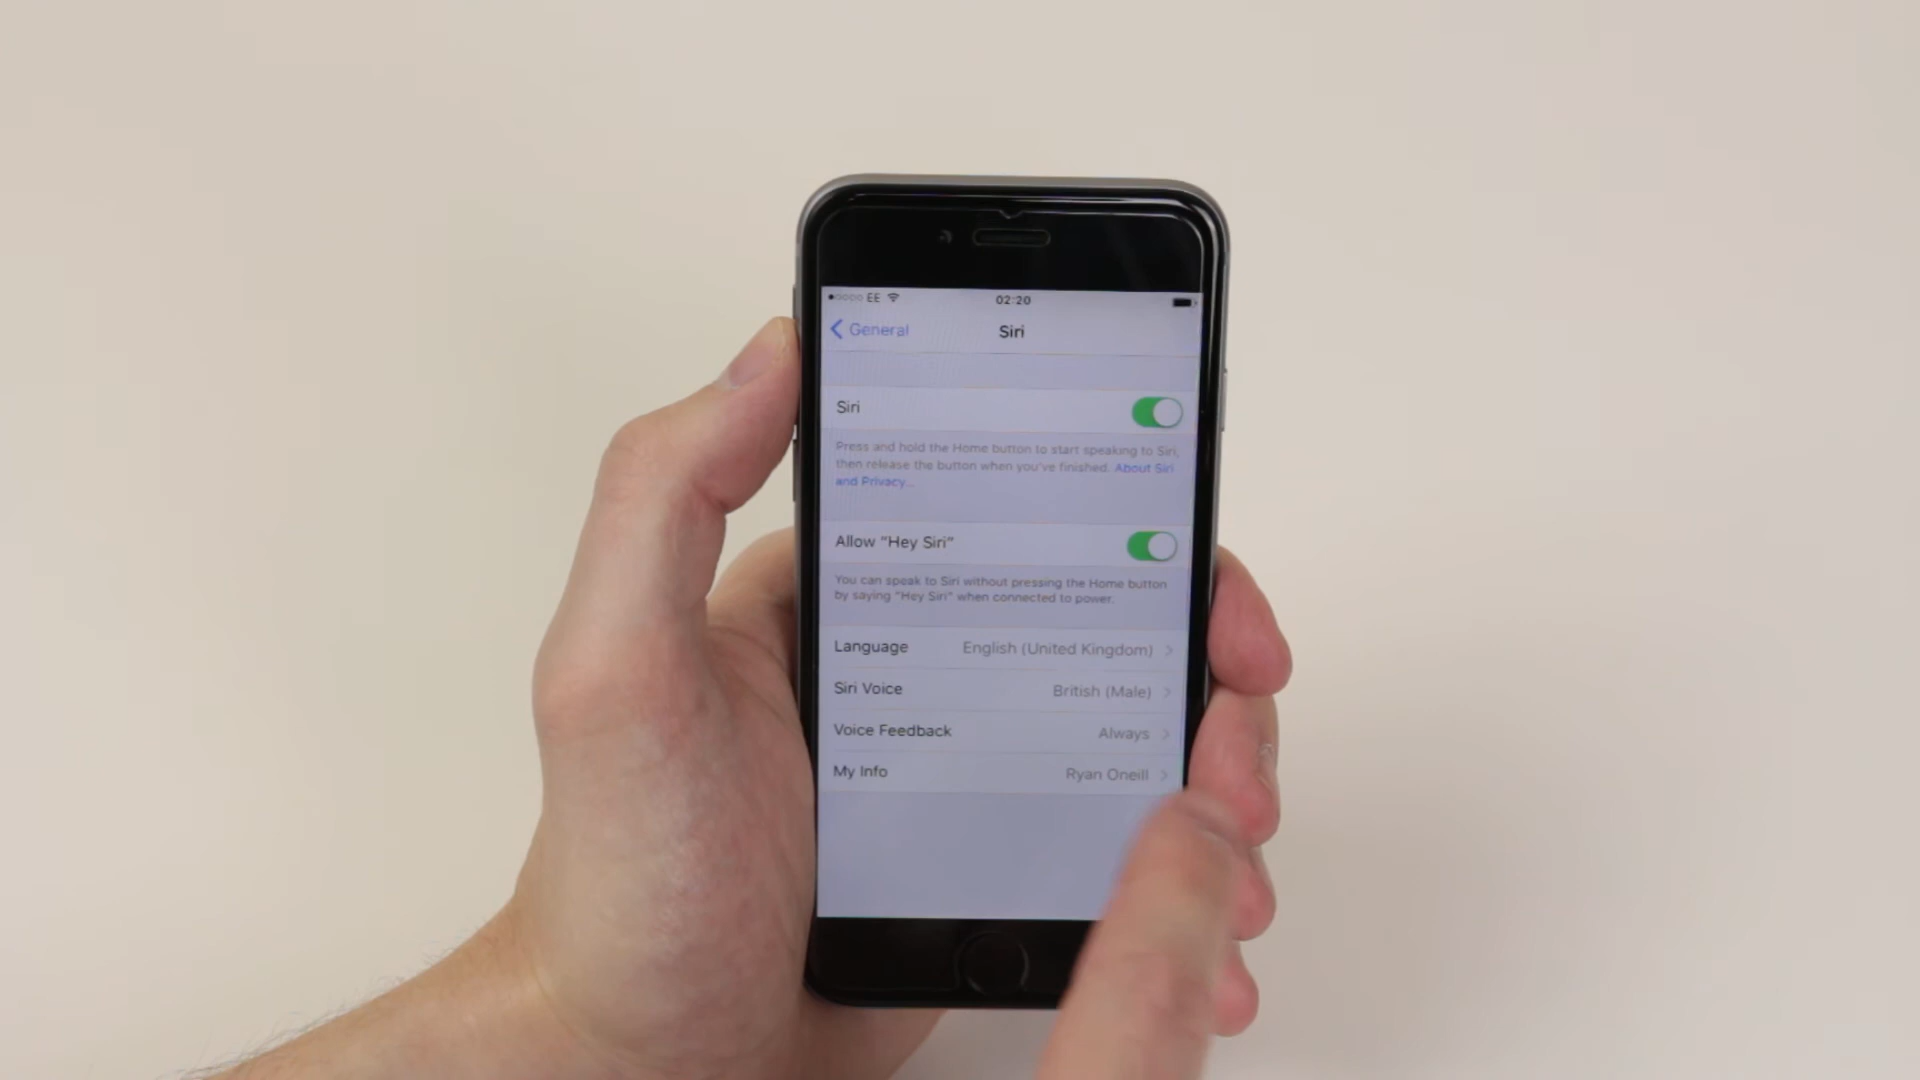 EE 02:20
General Siri
Siri
Press and hold the Home button to start speaking to Siri,
then release the button when you've finished. About Siri
and Privacy...
Allow "Hey Siri"
You can speak to Siri without pressing the Home button
by saying "Hey Siri" when connected to power.
Language English (United Kingdom)
Siri Voice British (Male)
Voice Feedback Always
My Info Ryan Oneill